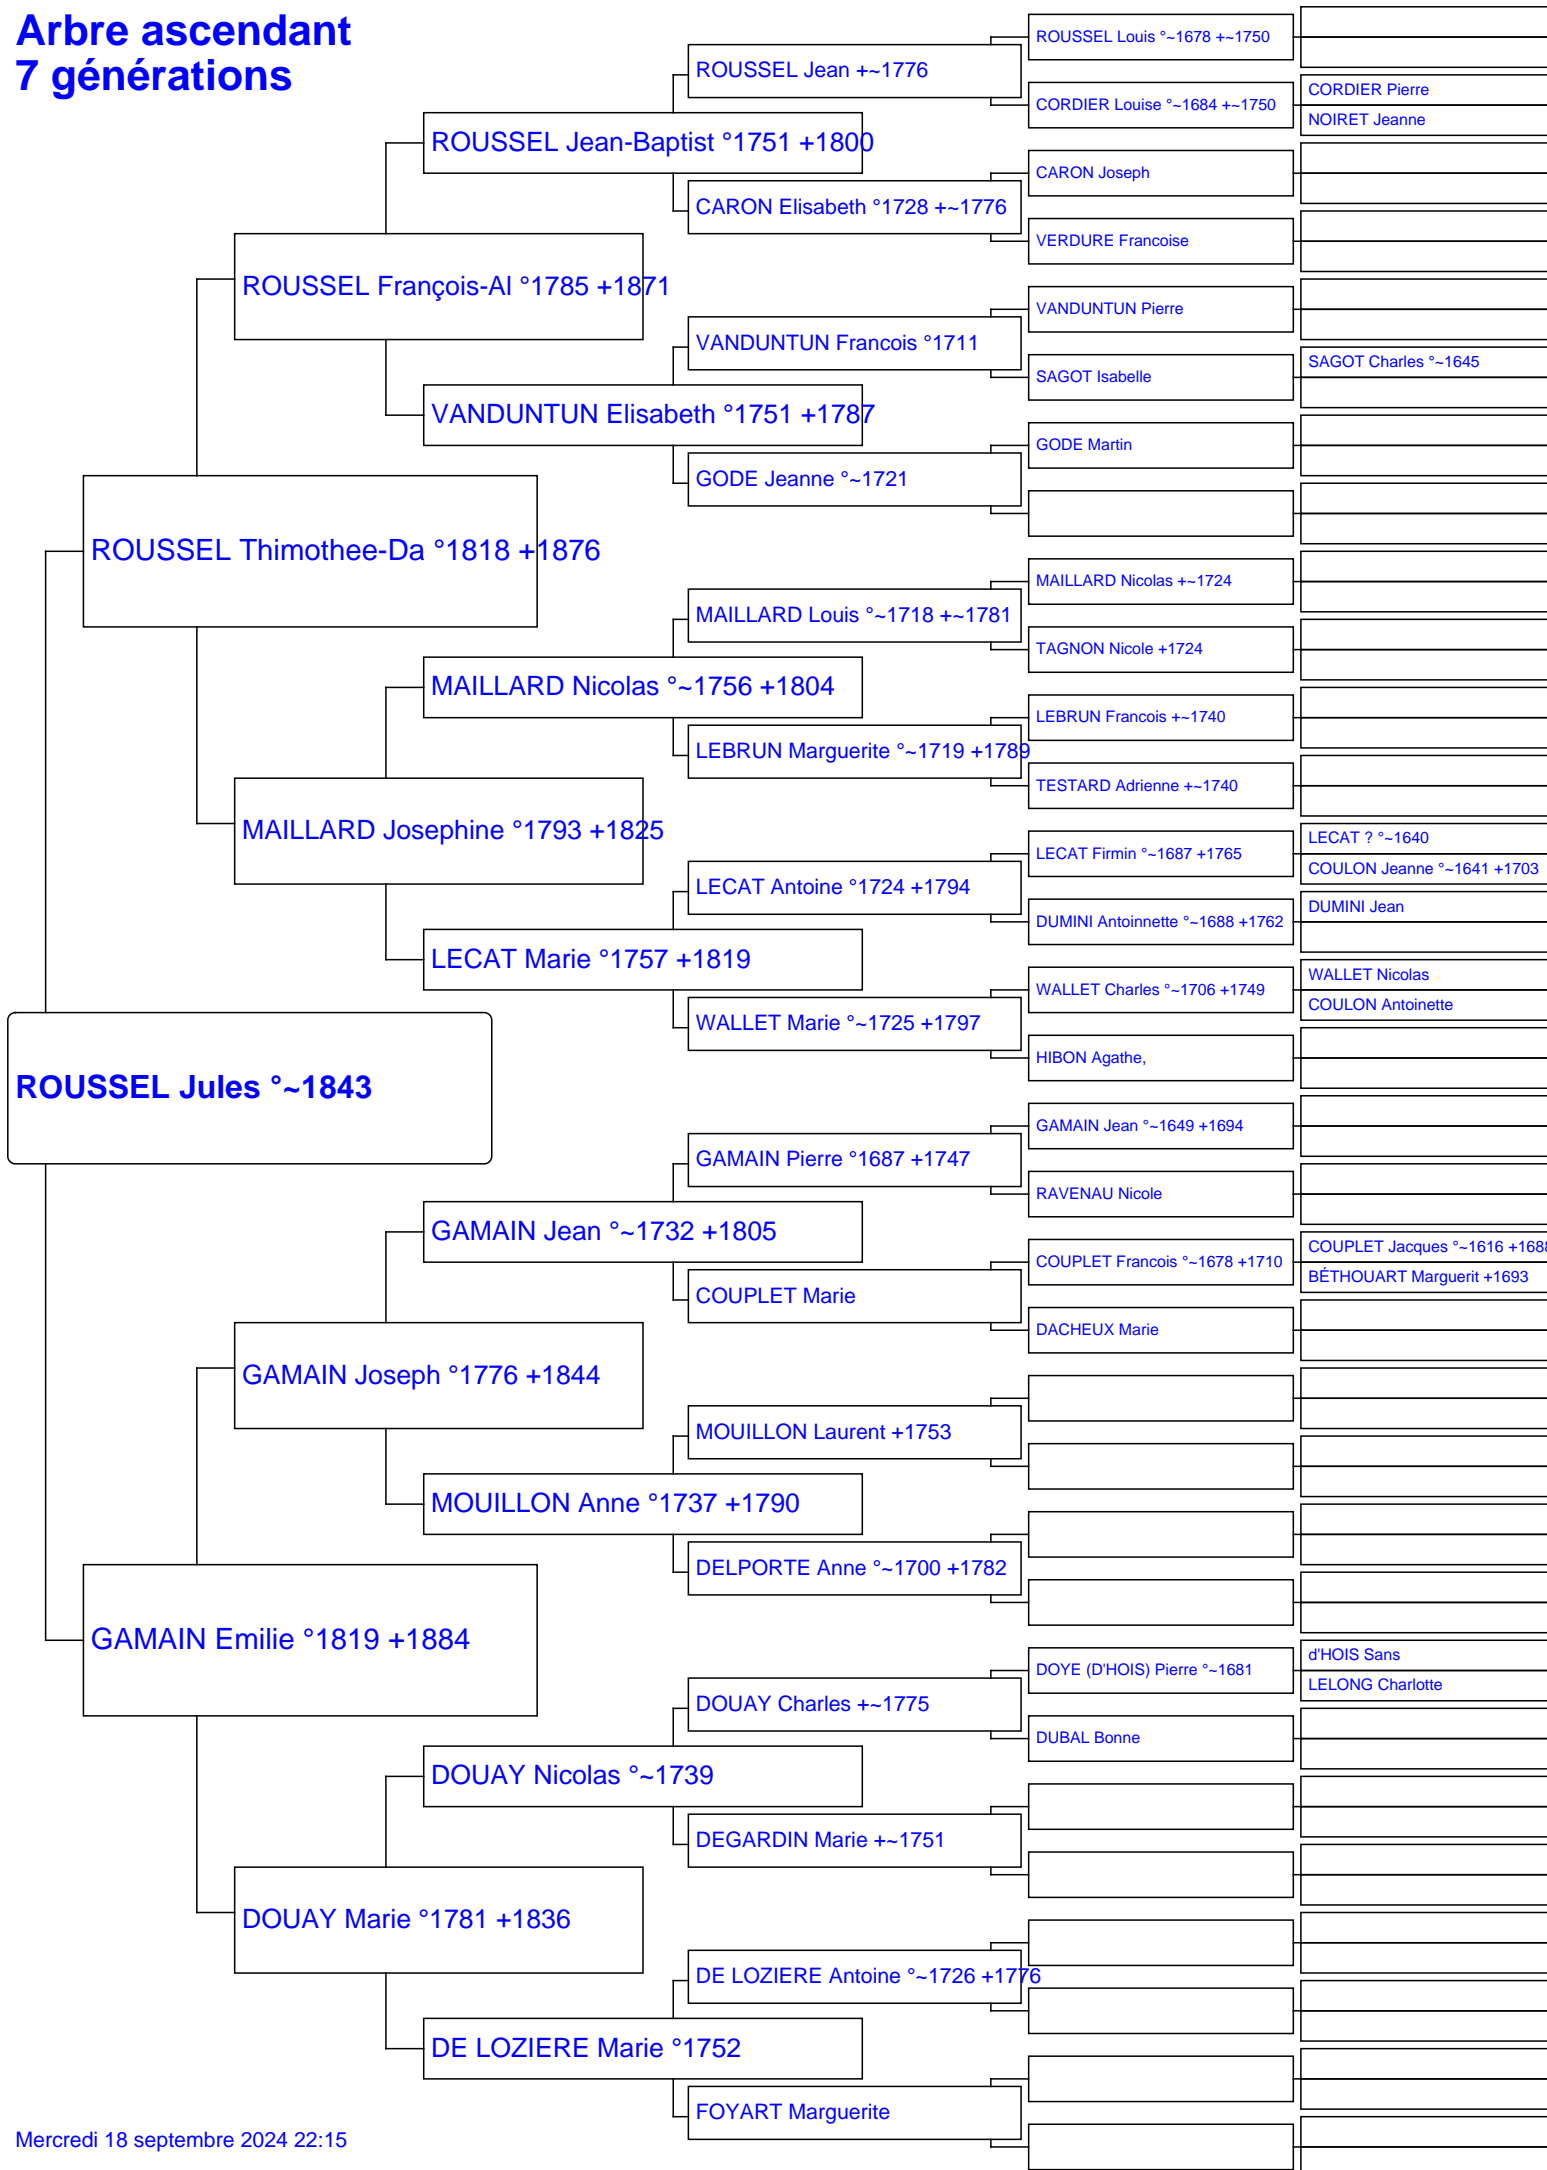 Arbre ascendant
7 générations
ROUSSEL Jules °~1843
ROUSSEL Thimothee-Da °1818 +1876
GAMAIN Emilie °1819 +1884
ROUSSEL François-Al °1785 +1871
MAILLARD Josephine °1793 +1825
GAMAIN Joseph °1776 +1844
DOUAY Marie °1781 +1836
ROUSSEL Jean-Baptist °1751 +1800
VANDUNTUN Elisabeth °1751 +1787
MAILLARD Nicolas °~1756 +1804
LECAT Marie °1757 +1819
GAMAIN Jean °~1732 +1805
MOUILLON Anne °1737 +1790
DOUAY Nicolas °~1739
DE LOZIERE Marie °1752
ROUSSEL Jean +~1776
CARON Elisabeth °1728 +~1776
VANDUNTUN Francois °1711
GODE Jeanne °~1721
MAILLARD Louis °~1718 +~1781
LEBRUN Marguerite °~1719 +1789
LECAT Antoine °1724 +1794
WALLET Marie °~1725 +1797
GAMAIN Pierre °1687 +1747
COUPLET Marie
MOUILLON Laurent +1753
DELPORTE Anne °~1700 +1782
DOUAY Charles +~1775
DEGARDIN Marie +~1751
DE LOZIERE Antoine °~1726 +1776
FOYART Marguerite
ROUSSEL Louis °~1678 +~1750
CORDIER Louise °~1684 +~1750
CARON Joseph
VERDURE Francoise
VANDUNTUN Pierre
SAGOT Isabelle
GODE Martin
MAILLARD Nicolas +~1724
TAGNON Nicole +1724
LEBRUN Francois +~1740
TESTARD Adrienne +~1740
LECAT Firmin °~1687 +1765
DUMINI Antoinnette °~1688 +1762
WALLET Charles °~1706 +1749
HIBON Agathe,
GAMAIN Jean °~1649 +1694
RAVENAU Nicole
COUPLET Francois °~1678 +1710
DACHEUX Marie
DOYE (D'HOIS) Pierre °~1681
DUBAL Bonne
CORDIER Pierre
NOIRET Jeanne
SAGOT Charles °~1645
LECAT ? °~1640
COULON Jeanne °~1641 +1703
DUMINI Jean
WALLET Nicolas
COULON Antoinette
COUPLET Jacques °~1616 +1688
BÉTHOUART Marguerit +1693
d'HOIS Sans
LELONG Charlotte
Mercredi 18 septembre 2024 22:15